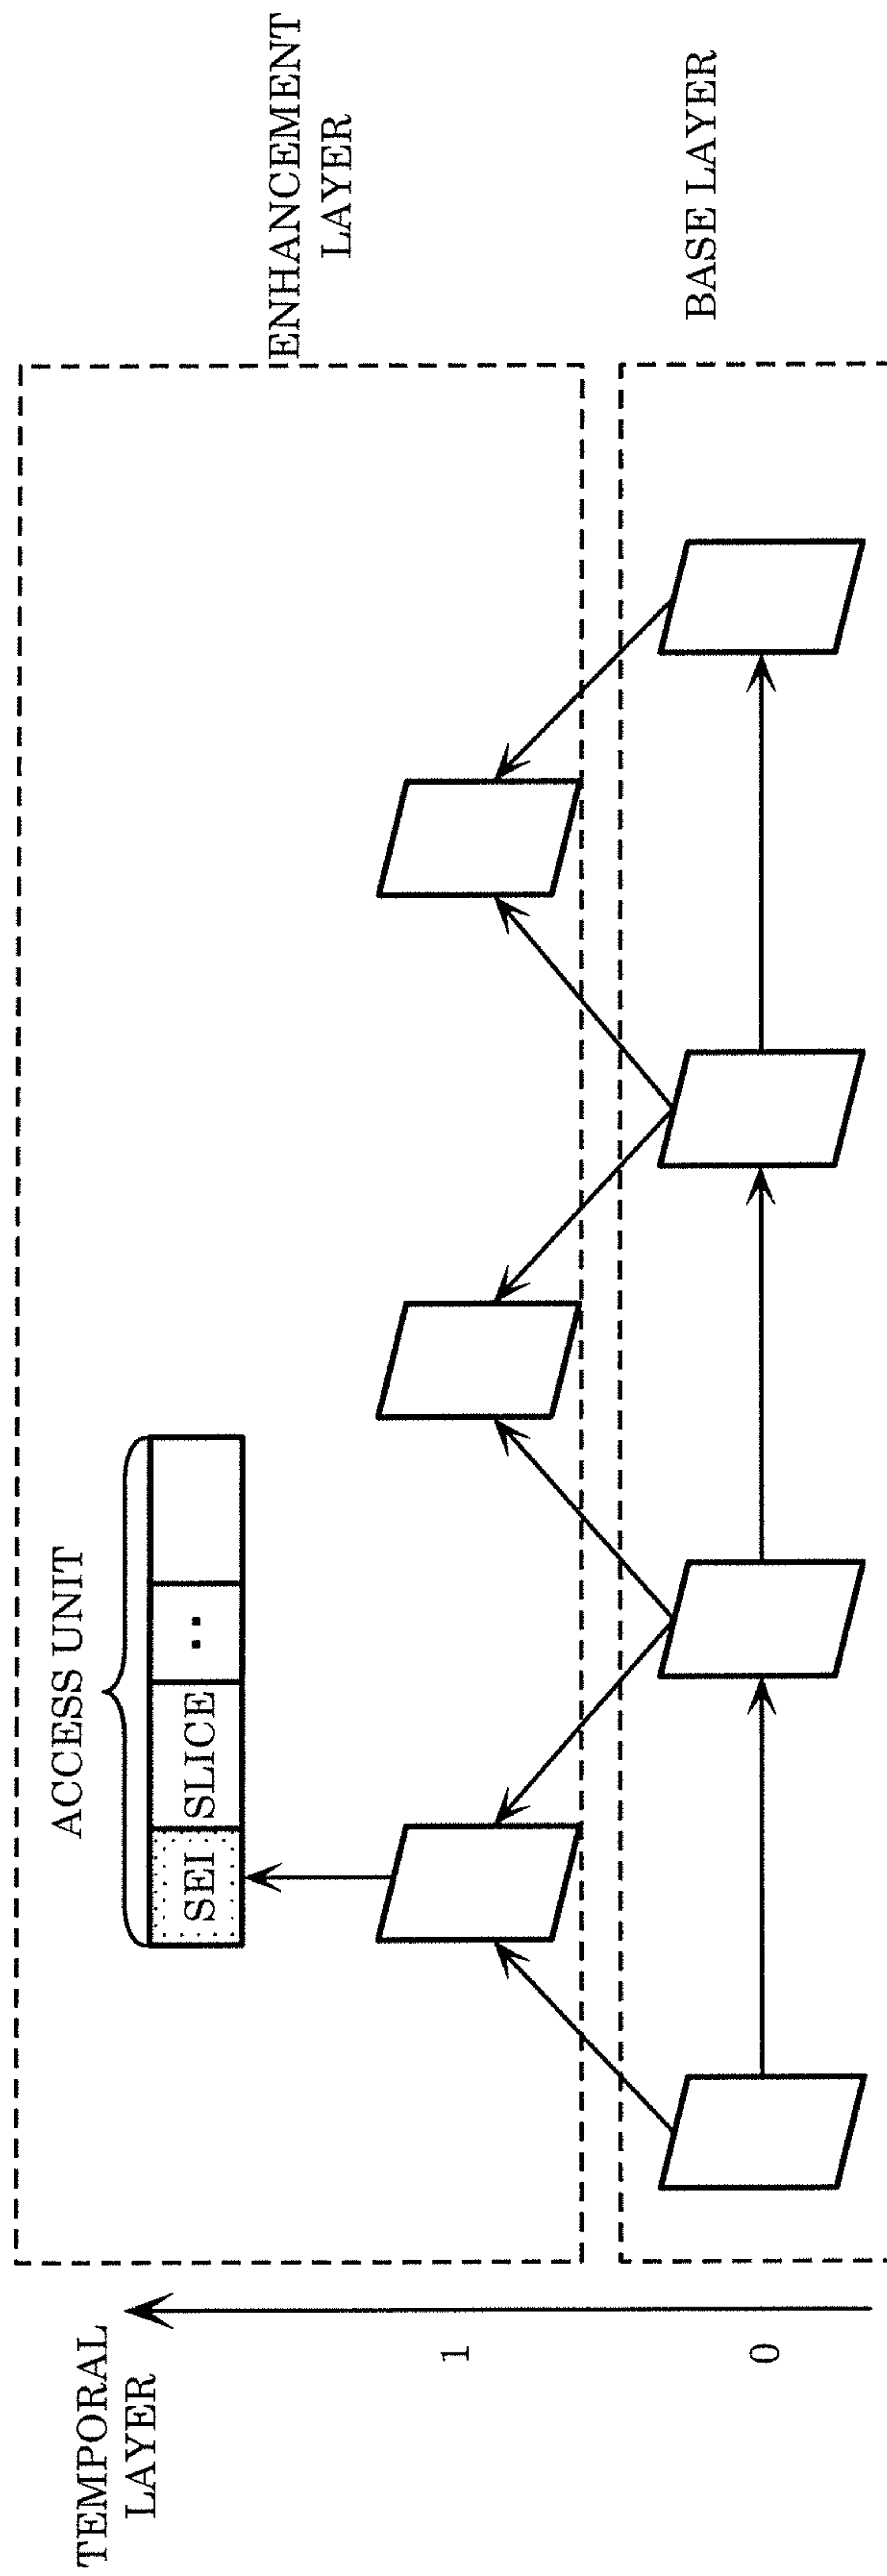 TEMPORAL
LAYER
ACCESS UNIT
SEI SLICE ..
ENHANCEMENT
LAYER
1
0
BASE LAYER